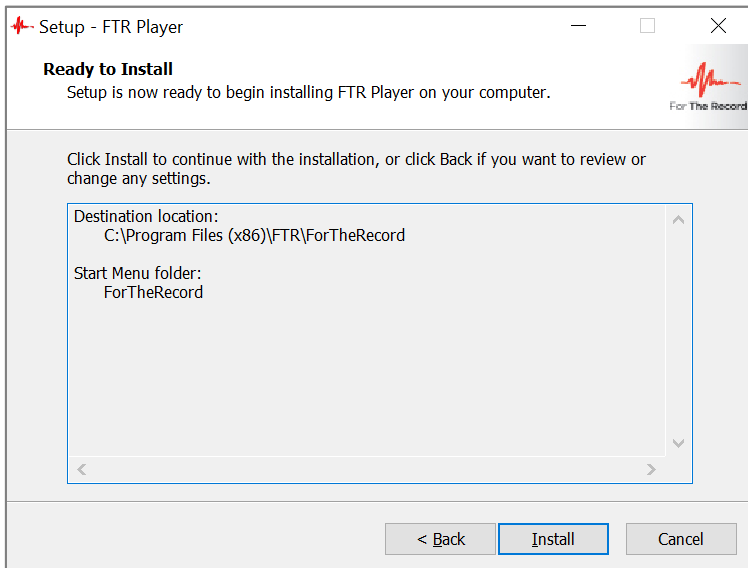 Setup - FTR Player
Ready to Install
Setup is now ready to begin installing FTR Player on your computer.
For The Record
Click Install to continue with the installation, or click Back if you want to review or
change any settings.
Destination location:
C:\Program Files (x86)\FTR\ForTheRecord
Start Menu folder:
ForTheRecord
< Back
Install
Cancel